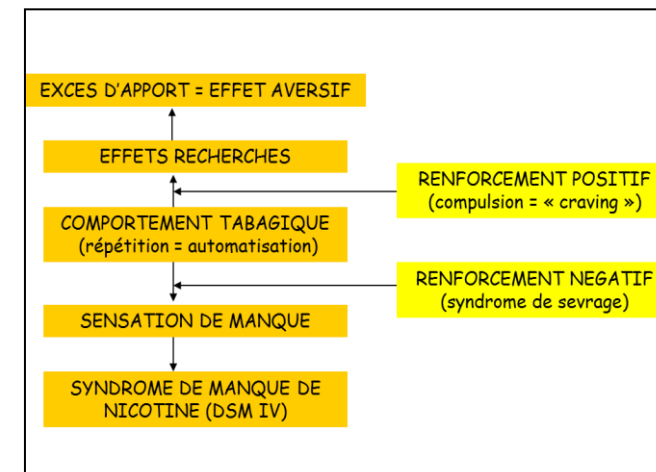 EXCES D'APPORT = EFFET AVERSIF
EFFETS RECHERCHES
RENFORCEMENT POSITIF
(compulsion = « craving »)
COMPORTEMENT TABAGIQUE
(répétition = automatisation)
RENFORCEMENT NEGATIF
(syndrome de sevrage)
SENSATION DE MANQUE
SYNDROME DE MANQUE DE
NICOTINE (DSM IV)